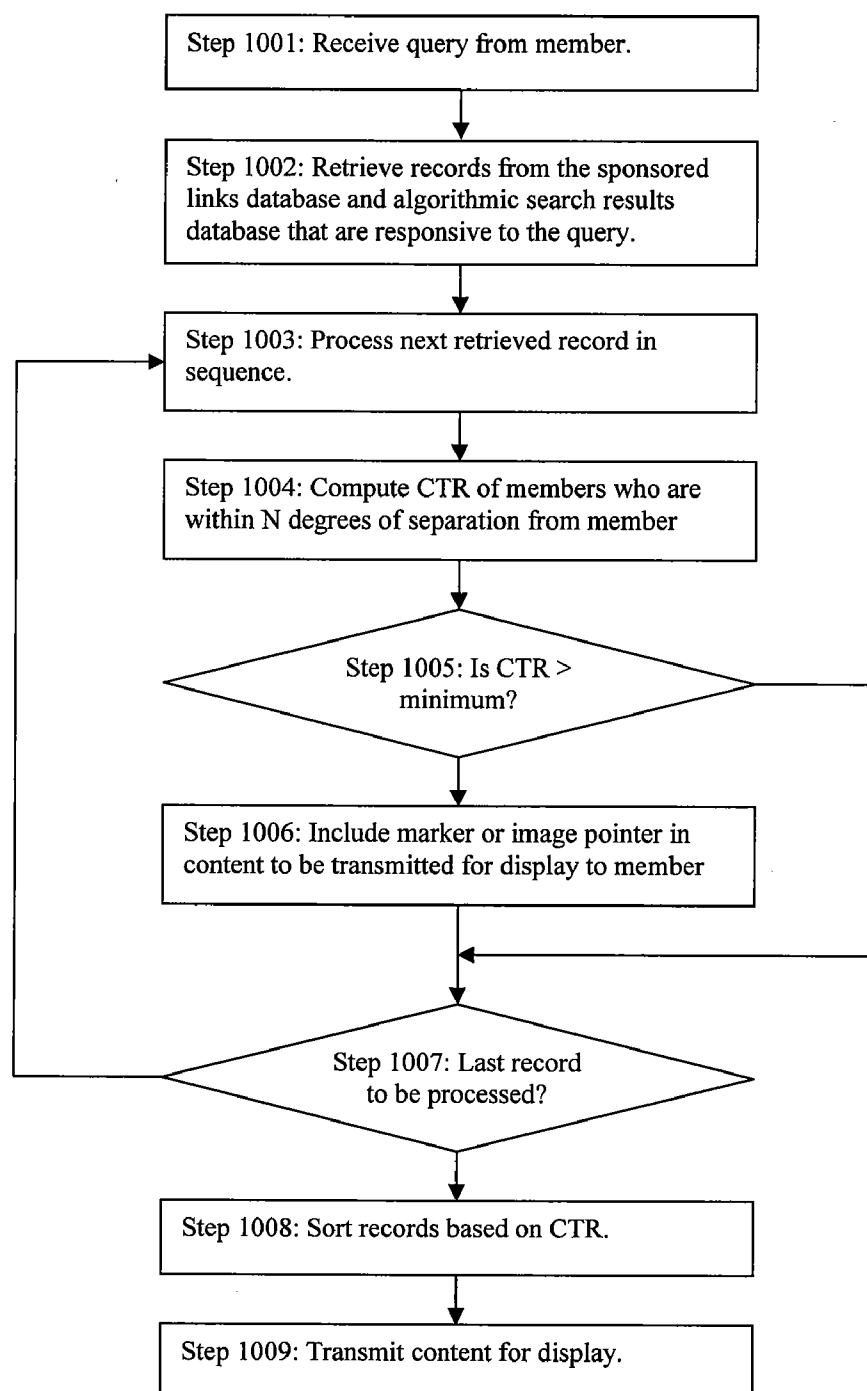 Step 1001: Receive query from member.
Step 1002: Retrieve records from the sponsored
links database and algorithmic search results
database that are responsive to the query.
Step 1003: Process next retrieved record in
sequence.
Step 1004: Compute CTR of members who are
within N degrees of separation from member
Step 1005: Is CTR >
minimum?
Step 1006: Include marker or image pointer in
content to be transmitted for display to member
Step 1007: Last record
to be processed?
Step 1008: Sort records based on CTR.
Step 1009: Transmit content for display.